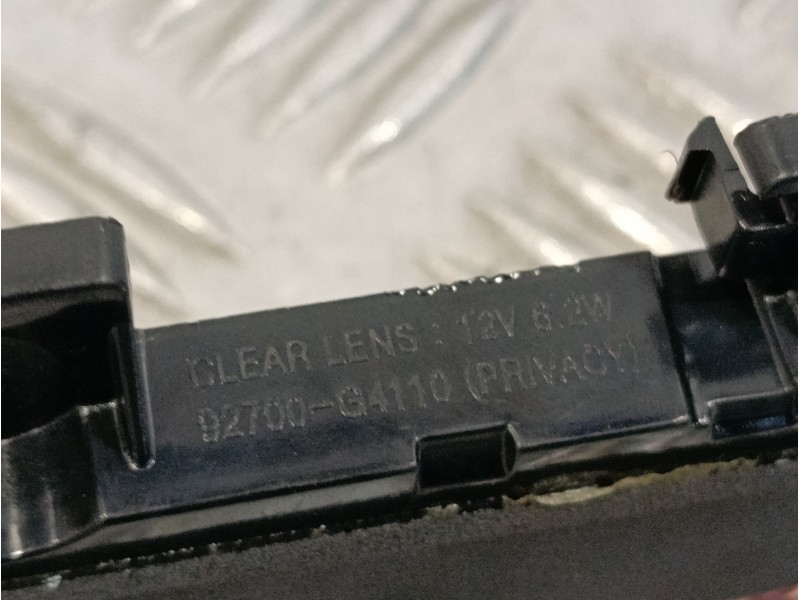 CLEAR LENS : 12V 6.2W
92700-G4110 (PRIVACY)